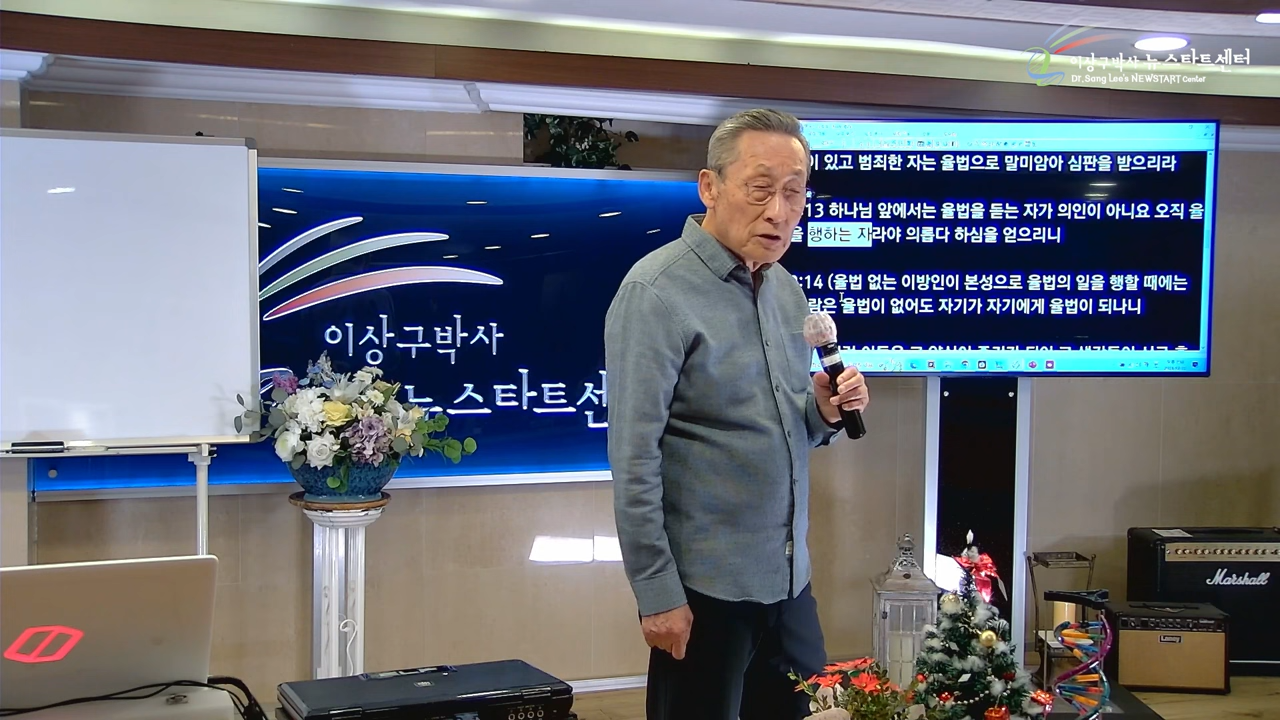 이상구박사 뉴스타트센터
Dr. Sang Lee's NEWSTART Center
이 있고 범죄한 자는 율법으로 말미암아 심판을 받으리라
13 하나님 앞에서는 율법을 듣는 자가 의인이 아니요 오직 율
을 행하는 자라야 의롭다 하심을 얻으리니
:14 (율법 없는 이방인이 본성으로 율법의 일을 행할 때에는
람은 율법이 없어도 자기가 자기에게 율법이 되나니
이상구박사
뉴스타트센
Marshall
Laney